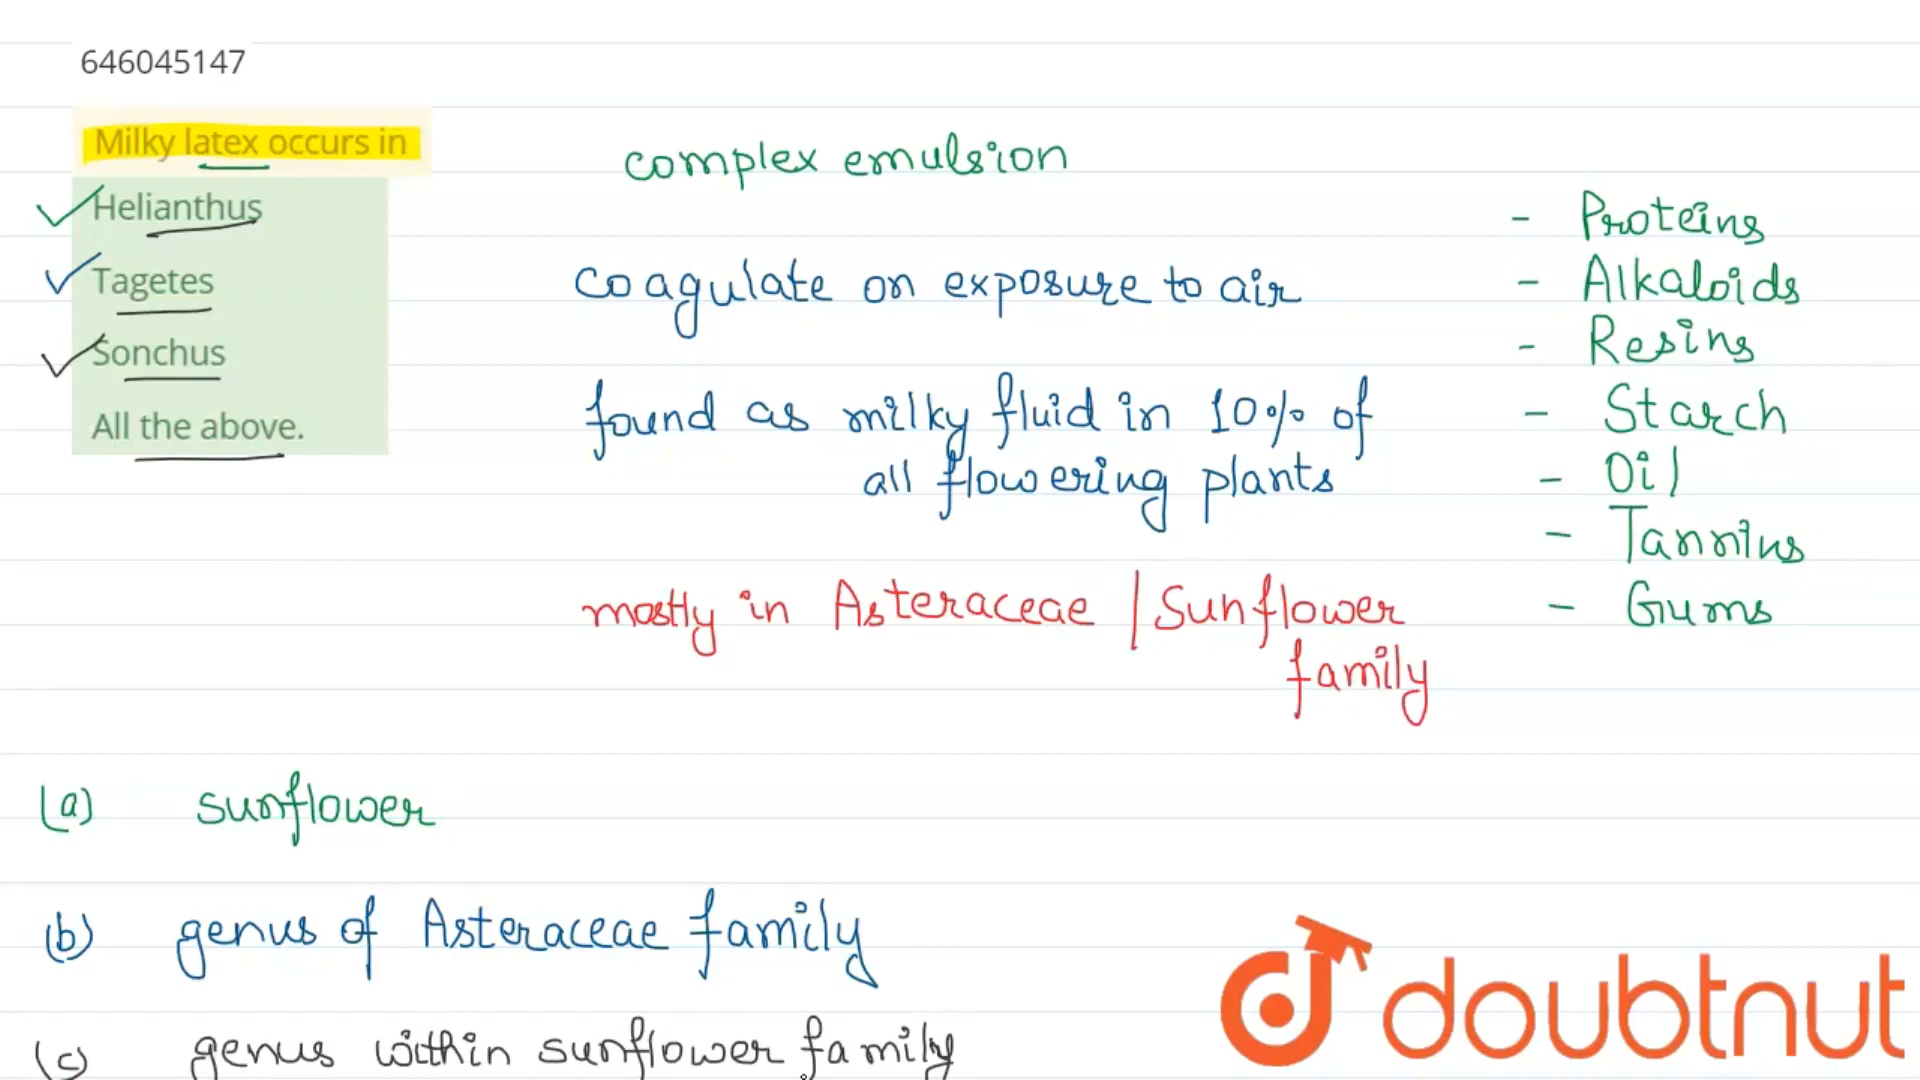 646045147
Milky latex occurs in
Helianthus
Tagetes
Sonchus
All the above.
complex emulsion
coagulate on exposure to air
found as milky fluid in 10% of
all flowering plants
mostly in Asteraceae | Sunflower
family
- Proteins
- Alkaloids
- Resins
- Starch
- Oil
- Tannins
- Gums
(a) sunflower
(b) genus of Asteraceae family
(c) genus within sunflower family
doubtnut